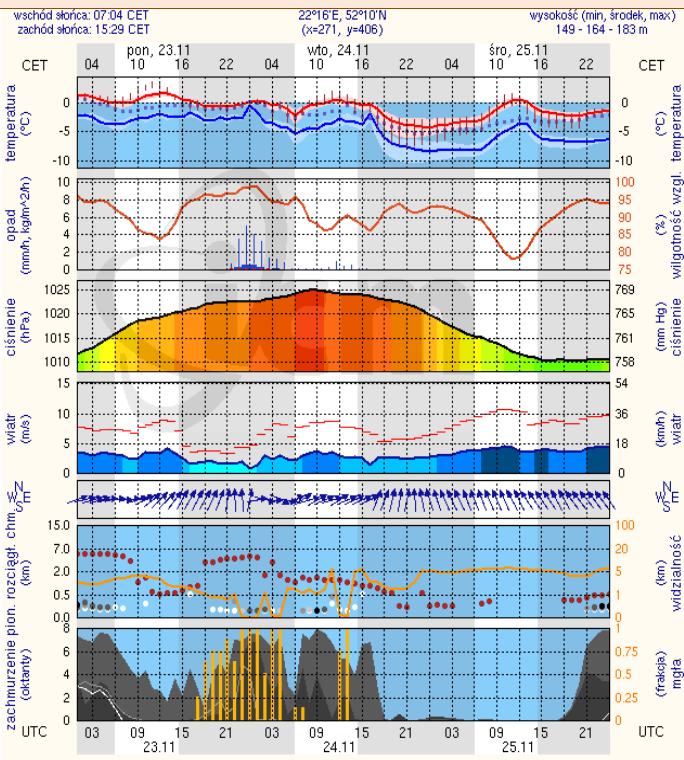 wschód słońca: 07:04 CET 22°16'E, 52°10'N wysokość (min, środek, max)
zachód słońca: 15:29 CET (x=271, y=406) 149 - 164 - 183 m
pon, 23.11 wto, 24.11 śro, 25.11
CET 04 10 16 22 04 10 16 22 04 10 16 22 CET
temperatura
(°C)
0
-5
-10
0
-5
-10
temperatura
(°C)
opad
(mm/h, kg/m^2/h)
10
8
6
4
2
0
100
95
90
85
80
75
(%)
wilgotność wzgl.
ciśnienie
(hPa)
1025
1020
1015
1010
769
765
761
758
(mm Hg)
ciśnienie
wiatr
(m/s)
15
10
5
0
54
36
18
0
(km/h)
wiatr
N
W E
S
N
W E
S
pion. rozciągł. chm.
(km)
15.0
7.0
2.0
0.5
0.0
100
20
5
1
0
(km)
widzialność
zachmurzenie
(oktanty)
8
6
4
2
0
1
0.75
0.5
0.25
0
(frakcja)
mgła
UTC 03 09 15 21 03 09 15 21 03 09 15 21 UTC
23.11 24.11 25.11
cm